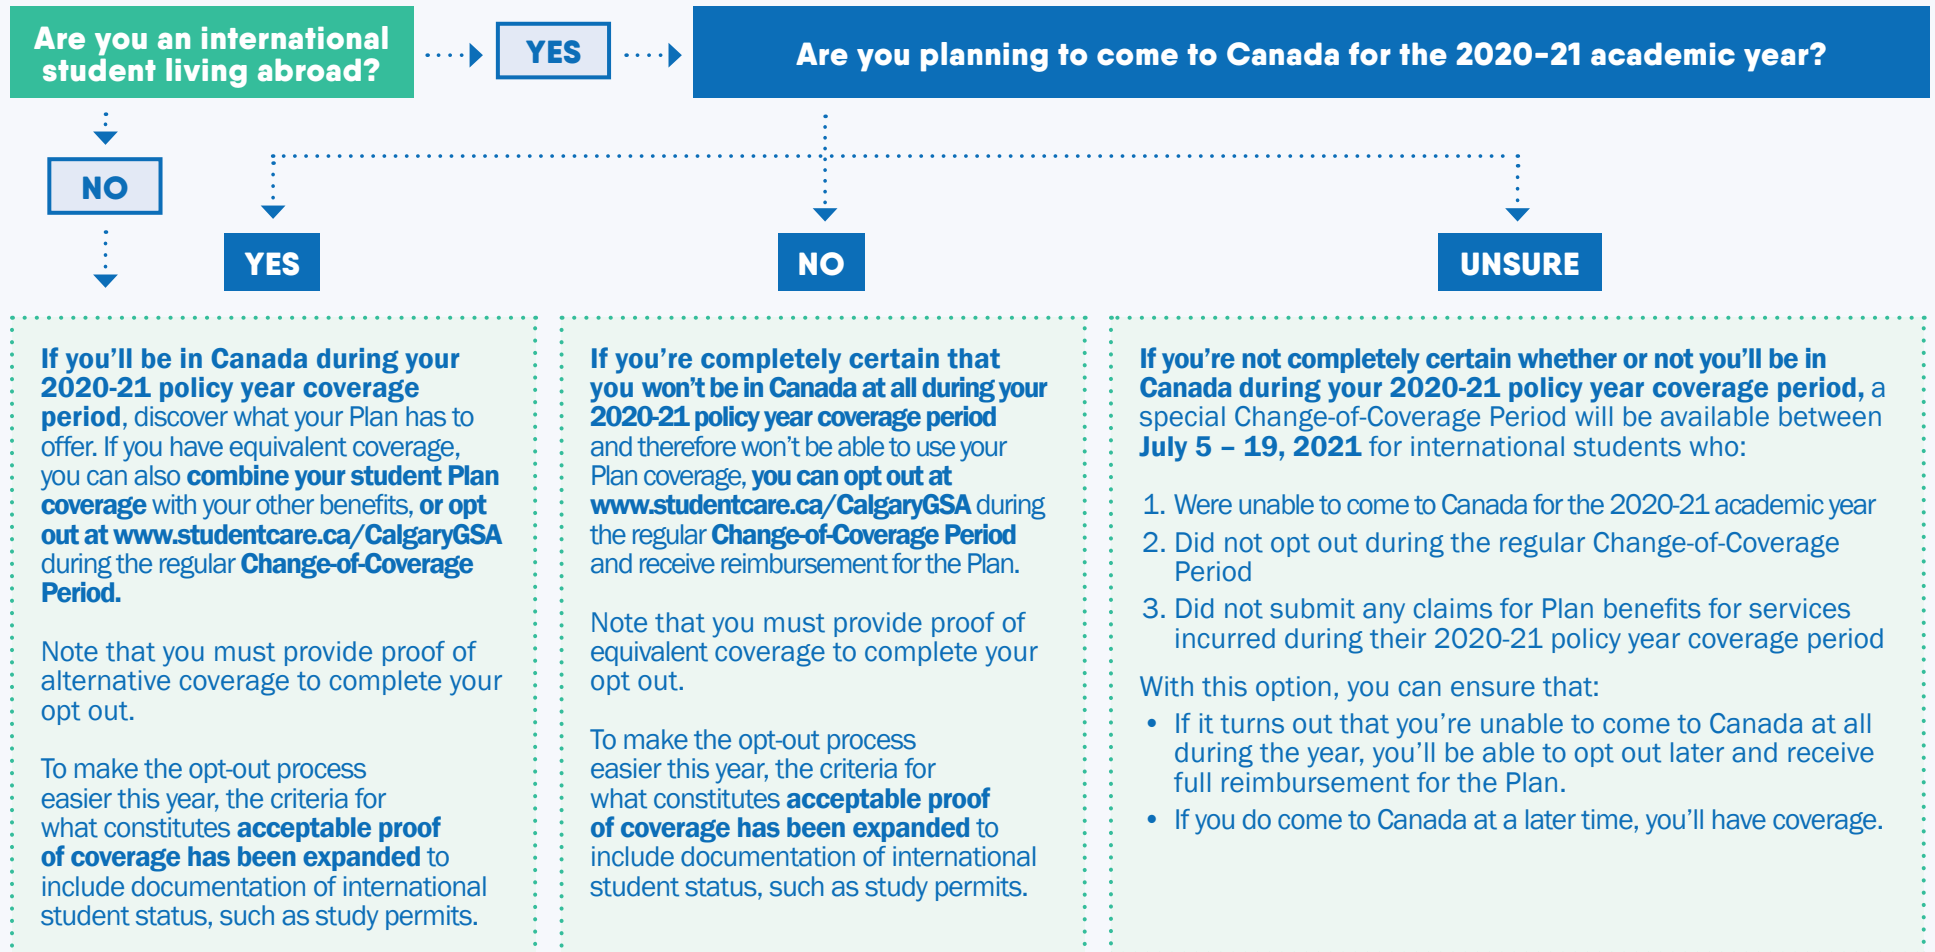 Are you an international
student living abroad?
YES
Are you planning to come to Canada for the 2020-21 academic year?
NO
YES
NO
UNSURE
If you'll be in Canada during your
2020-21 policy year coverage
period, discover what your Plan has to
offer. If you have equivalent coverage,
you can also combine your student Plan
coverage with your other benefits, or opt
out at www.studentcare.ca/CalgaryGSA
during the regular Change-of-Coverage
Period.
Note that you must provide proof of
alternative coverage to complete your
opt out.
To make the opt-out process
easier this year, the criteria for
what constitutes acceptable proof
of coverage has been expanded to
include documentation of international
student status, such as study permits.
If you're completely certain that
you won't be in Canada at all during your
2020-21 policy year coverage period
and therefore won't be able to use your
Plan coverage, you can opt out at
www.studentcare.ca/CalgaryGSA during
the regular Change-of-Coverage Period
and receive reimbursement for the Plan.
Note that you must provide proof of
equivalent coverage to complete your
opt out.
To make the opt-out process
easier this year, the criteria for
what constitutes acceptable proof
of coverage has been expanded to
include documentation of international
student status, such as study permits.
If you're not completely certain whether or not you'll be in
Canada during your 2020-21 policy year coverage period, a
special Change-of-Coverage Period will be available between
July 5 – 19, 2021 for international students who:
1. Were unable to come to Canada for the 2020-21 academic year
2. Did not opt out during the regular Change-of-Coverage
Period
3. Did not submit any claims for Plan benefits for services
incurred during their 2020-21 policy year coverage period
With this option, you can ensure that:
• If it turns out that you're unable to come to Canada at all
during the year, you'll be able to opt out later and receive
full reimbursement for the Plan.
• If you do come to Canada at a later time, you'll have coverage.